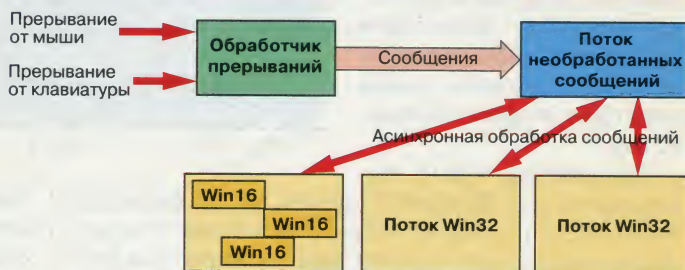 Прерывание
от мыши
Прерывание
от клавиатуры
Обработчик
прерываний
Сообщения
Поток
необработанных
сообщений
Асинхронная обработка сообщений
Win16
Win16
Win16
Поток Win32
Поток Win32